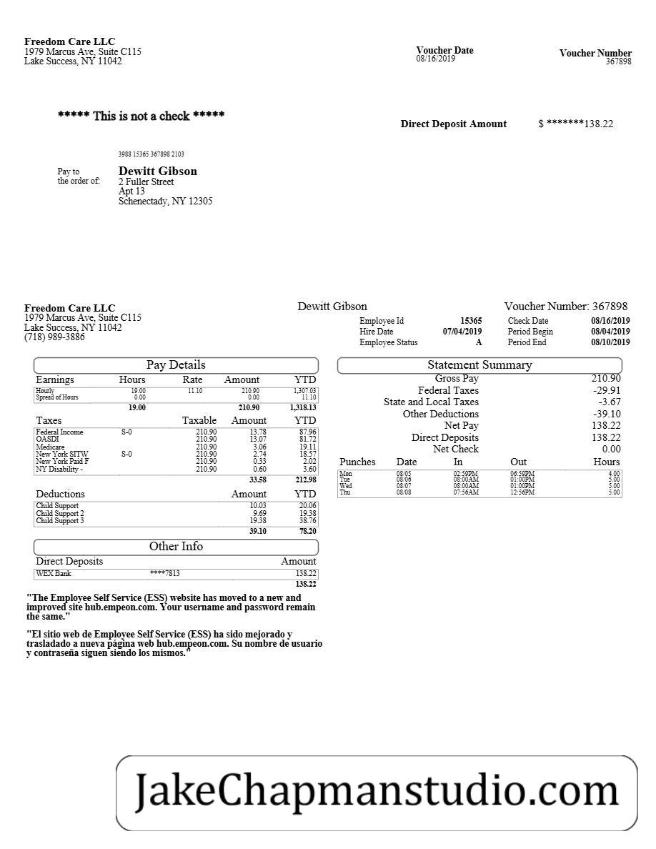 Freedom Care LLC
1979 Marcus Ave, Suite C115
Lake Success, NY 11042
Voucher Date
08/16/2019
Voucher Number
367898
***** This is not a check *****
Direct Deposit Amount $ *******138.22
3988 15365 367898 2103
Pay to
the order of:
Dewitt Gibson
2 Fuller Street
Apt 13
Schenectady, NY 12305
Freedom Care LLC
1979 Marcus Ave, Suite C115
Lake Success, NY 11042
(718) 989-3886
Dewitt Gibson
Voucher Number: 367898
Employee Id 15365 Check Date 08/16/2019
Hire Date 07/04/2019 Period Begin 08/04/2019
Employee Status A Period End 08/10/2019
Pay Details
Earnings Hours Rate Amount YTD
Hourly 19.00 11.10 210.90 1,307.03
Spread of Hours 0.00 0.00 11.10
19.00 210.90 1,318.13
Taxes Taxable Amount YTD
Federal Income S-0 210.90 13.78 87.96
OASDI 210.90 13.07 81.72
Medicare 210.90 3.06 19.11
New York SITW S-0 210.90 2.74 18.57
New York Paid F 210.90 0.33 2.02
NY Disability - 210.90 0.60 3.60
33.58 212.98
Deductions Amount YTD
Child Support 10.03 20.06
Child Support 2 9.69 19.38
Child Support 3 19.38 38.76
39.10 78.20
Other Info
Direct Deposits Amount
WEX Bank ****7813 138.22
138.22
Statement Summary
Gross Pay 210.90
Federal Taxes -29.91
State and Local Taxes -3.67
Other Deductions -39.10
Net Pay 138.22
Direct Deposits 138.22
Net Check 0.00
Punches Date In Out Hours
Mon 08/05 02:59PM 06:59PM 4.00
Tue 08/06 08:00AM 01:00PM 5.00
Wed 08/07 08:00AM 01:00PM 5.00
Thu 08/08 07:56AM 12:56PM 5.00
"The Employee Self Service (ESS) website has moved to a new and
improved site hub.empeon.com. Your username and password remain
the same."
"El sitio web de Employee Self Service (ESS) ha sido mejorado y
trasladado a nueva página web hub.empeon.com. Su nombre de usuario
y contraseña siguen siendo los mismos."
JakeChapmanstudio.com